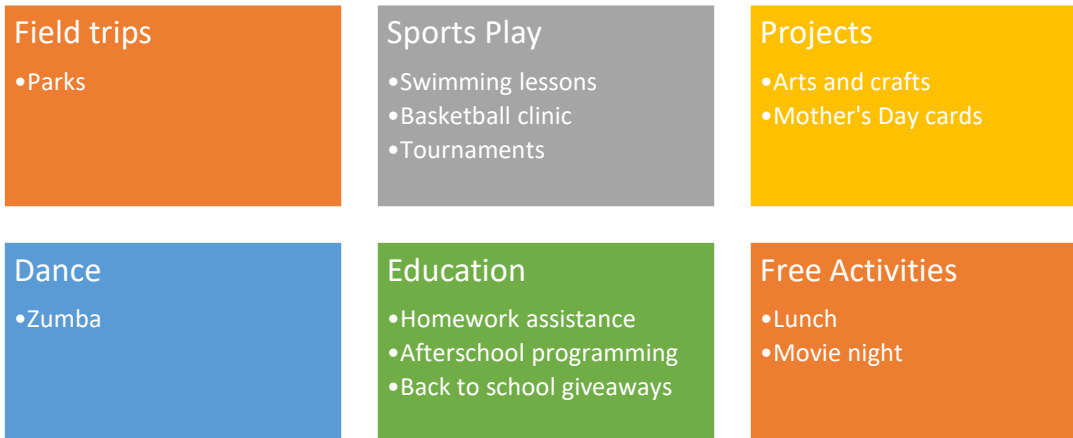 Field trips
•Parks
Sports Play
•Swimming lessons
•Basketball clinic
•Tournaments
Projects
•Arts and crafts
•Mother's Day cards
Dance
•Zumba
Education
•Homework assistance
•Afterschool programming
•Back to school giveaways
Free Activities
•Lunch
•Movie night